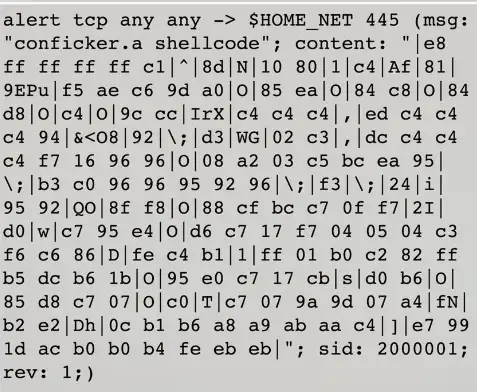 alert tcp any any -> $HOME_NET 445 (msg:
"conficker.a shellcode"; content: "|e8
ff ff ff ff c1|^|8d|N|10 80|1|c4|Af|81|
9EPu|f5 ae c6 9d a0|O|85 ea|O|84 c8|O|84
d8|O|c4|O|9c cc|IrX|c4 c4 c4|,|ed c4 c4
c4 94|&<O8|92|\;|d3|WG|02 c3|,|dc c4 c4
c4 f7 16 96 96|O|08 a2 03 c5 bc ea 95|
\;|b3 c0 96 96 95 92 96|\;|f3|\;|24|i|
95 92|QO|8f f8|O|88 cf bc c7 0f f7|2I|
d0|w|c7 95 e4|O|d6 c7 17 f7 04 05 04 c3
f6 c6 86|D|fe c4 b1|1|ff 01 b0 c2 82 ff
b5 dc b6 1b|O|95 e0 c7 17 cb|s|d0 b6|O|
85 d8 c7 07|O|c0|T|c7 07 9a 9d 07 a4|fN|
b2 e2|Dh|0c b1 b6 a8 a9 ab aa c4|]|e7 99
1d ac b0 b0 b4 fe eb eb|"; sid: 2000001;
rev: 1;)